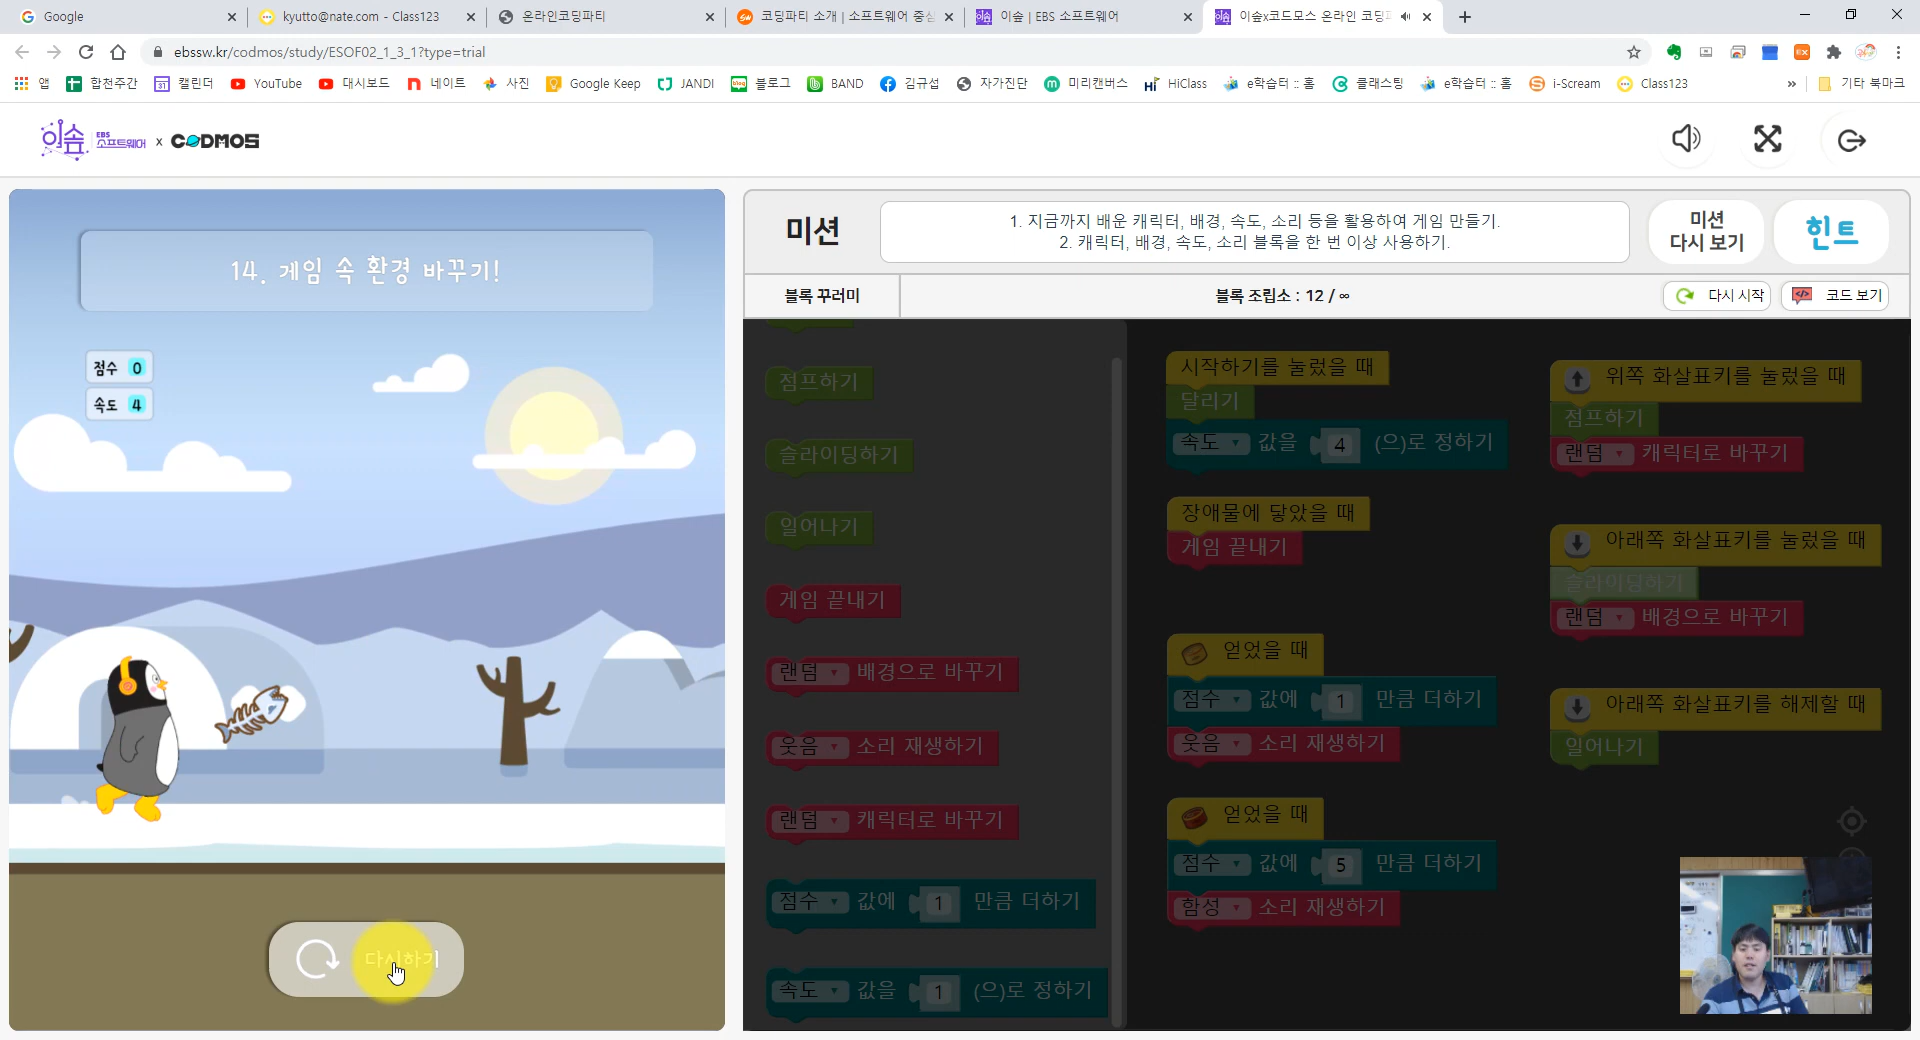 Google
kyutto@nate.com - Class123
온라인코딩파티
코딩파티 소개 | 소프트웨어 중심
이솦 | EBS 소프트웨어
이솦x코드모스 온라인 코딩파
ebssw.kr/codmos/study/ESOF02_1_3_1?type=trial
앱 합천주간 캘린더 YouTube 대시보드 네이트 사진 Google Keep JANDI 블로그 BAND 김규섭 자가진단 미리캔버스 HiClass e학습터 :: 홈 클래스팅 e학습터 :: 홈 i-Scream Class123 » 기타 북마크
이솦 EBS 소프트웨어 x CODMOS
미션
1. 지금까지 배운 캐릭터, 배경, 속도, 소리 등을 활용하여 게임 만들기.
2. 캐릭터, 배경, 속도, 소리 블록을 한 번 이상 사용하기.
미션 다시 보기
힌트
블록 꾸러미
블록 조립소 : 12 / ∞
다시 시작
코드 보기
14. 게임 속 환경 바꾸기!
점수 0
속도 4
다시하기
점프하기
슬라이딩하기
일어나기
게임 끝내기
랜덤 배경으로 바꾸기
웃음 소리 재생하기
랜덤 캐릭터로 바꾸기
점수 값에 1 만큼 더하기
속도 값을 1 (으)로 정하기
시작하기를 눌렀을 때
달리기
속도 값을 4 (으)로 정하기
장애물에 닿았을 때
게임 끝내기
얻었을 때
점수 값에 1 만큼 더하기
웃음 소리 재생하기
얻었을 때
점수 값에 5 만큼 더하기
함성 소리 재생하기
위쪽 화살표키를 눌렀을 때
점프하기
랜덤 캐릭터로 바꾸기
아래쪽 화살표키를 눌렀을 때
슬라이딩하기
랜덤 배경으로 바꾸기
아래쪽 화살표키를 해제할 때
일어나기